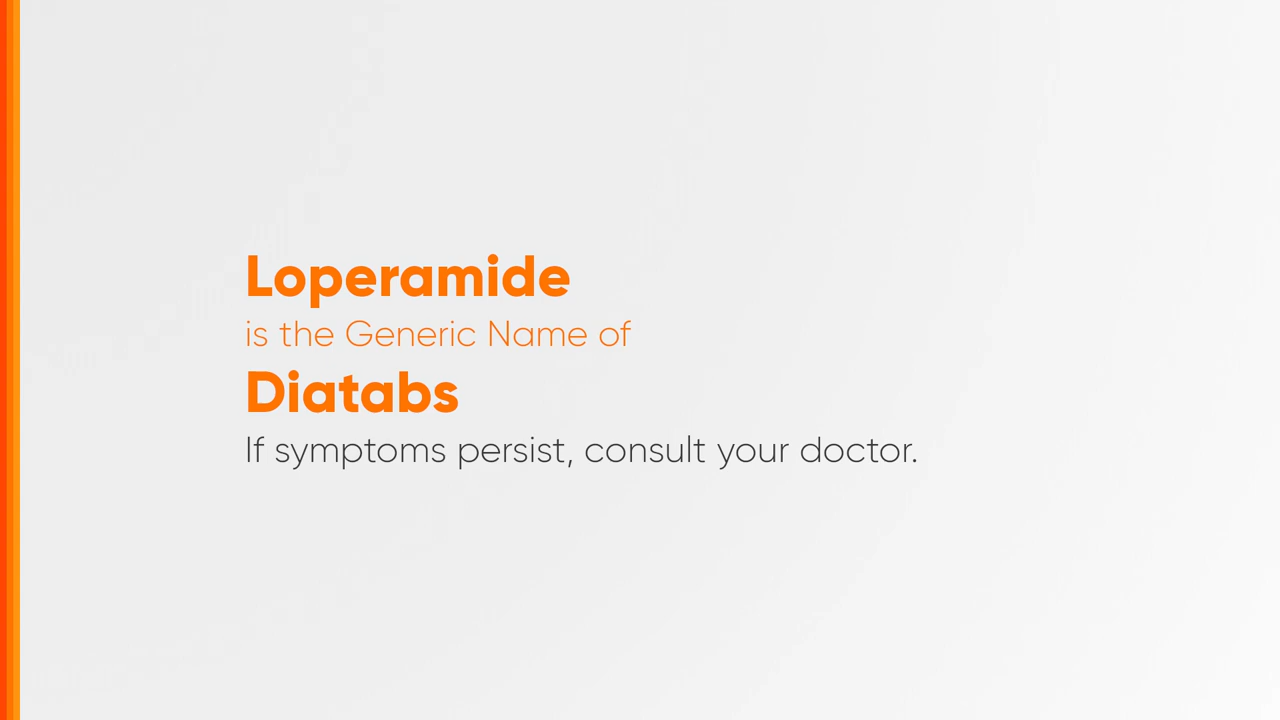 Loperamide
is the Generic Name of
Diatabs
If symptoms persist, consult your doctor.